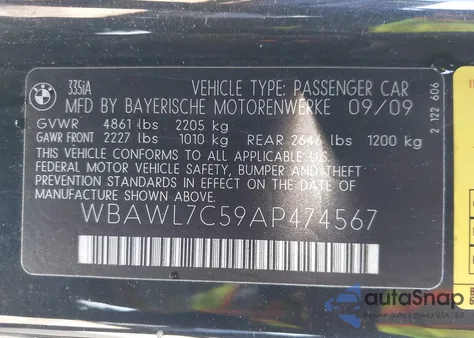 335iA
VEHICLE TYPE: PASSENGER CAR
MFD BY BAYERISCHE MOTORENWERKE 09/09
GVWR 4861 lbs 2205 kg
GAWR FRONT 2227 lbs 1010 kg REAR 2646 lbs 1200 kg
THIS VEHICLE CONFORMS TO ALL APPLICABLE U.S.
FEDERAL MOTOR VEHICLE SAFETY, BUMPER AND THEFT
PREVENTION STANDARDS IN EFFECT ON THE DATE OF
MANUFACTURE SHOWN ABOVE.
WBAWL7C59AP474567
2 122 606
autoSnap